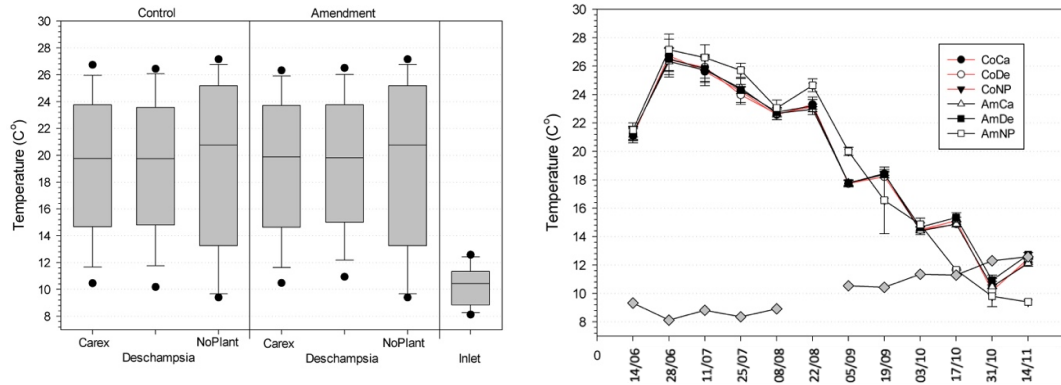 Control Amendment
30
28
26
24
22
20
18
16
14
12
10
8
Temperature (C°)
Carex NoPlant Carex NoPlant
Deschampsia Deschampsia Inlet
30
28
26
24
22
20
18
16
14
12
10
8
0
Temperature (C°)
CoCa
CoDe
CoNP
AmCa
AmDe
AmNP
14/06 28/06 11/07 25/07 08/08 22/08 05/09 19/09 03/10 17/10 31/10 14/11